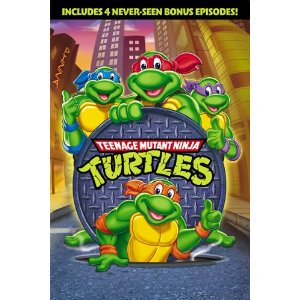 INCLUDES 4 NEVER-SEEN BONUS EPISODES!
TEENAGE MUTANT NINJA
TURTLES